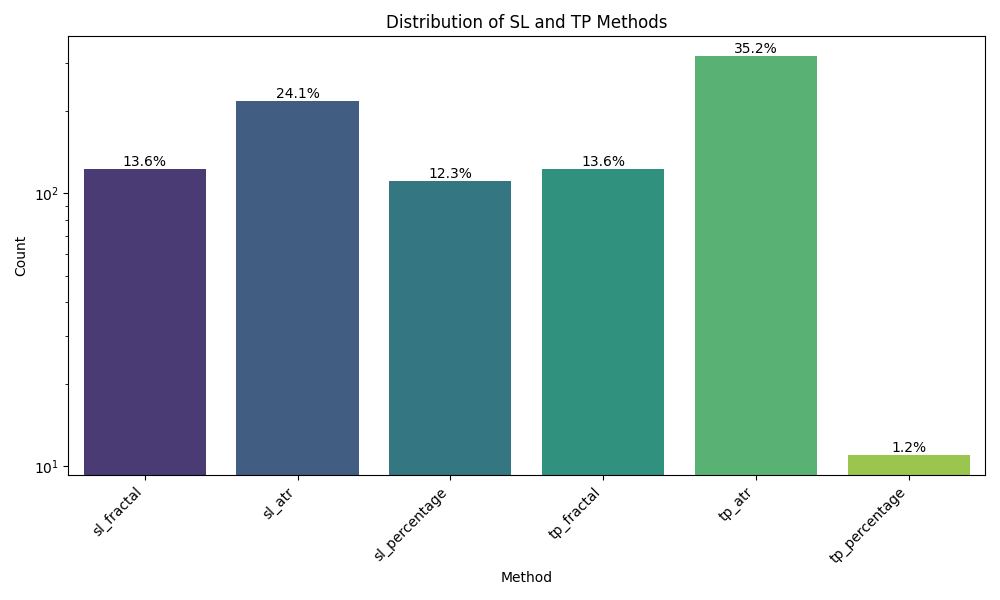 Distribution of SL and TP Methods
35.2%
24.1%
13.6%
12.3%
13.6%
1.2%
10²
10¹
Count
sl_fractal
sl_atr
sl_percentage
tp_fractal
tp_atr
tp_percentage
Method